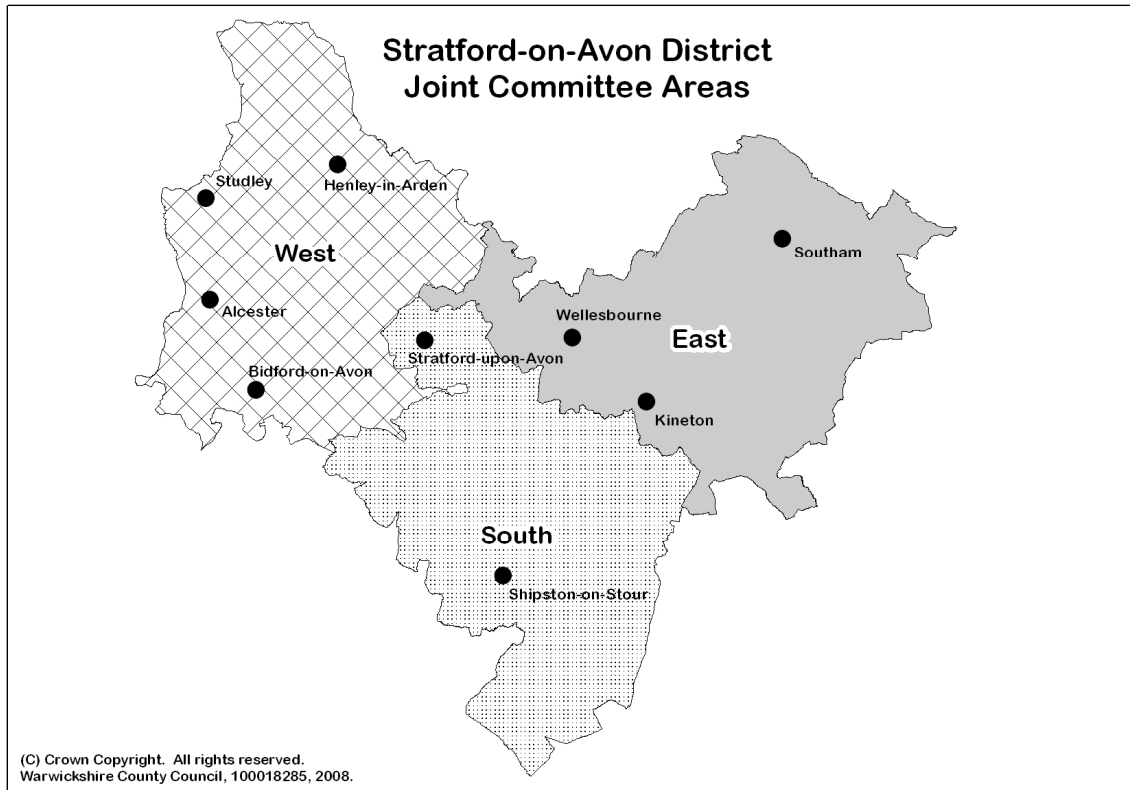 Stratford-on-Avon District
Joint Committee Areas
Studley
Henley-in-Arden
West
Southam
Alcester
Wellesbourne
East
Stratford-upon-Avon
Bidford-on-Avon
Kineton
South
Shipston-on-Stour
(C) Crown Copyright. All rights reserved.
Warwickshire County Council, 100018285, 2008.